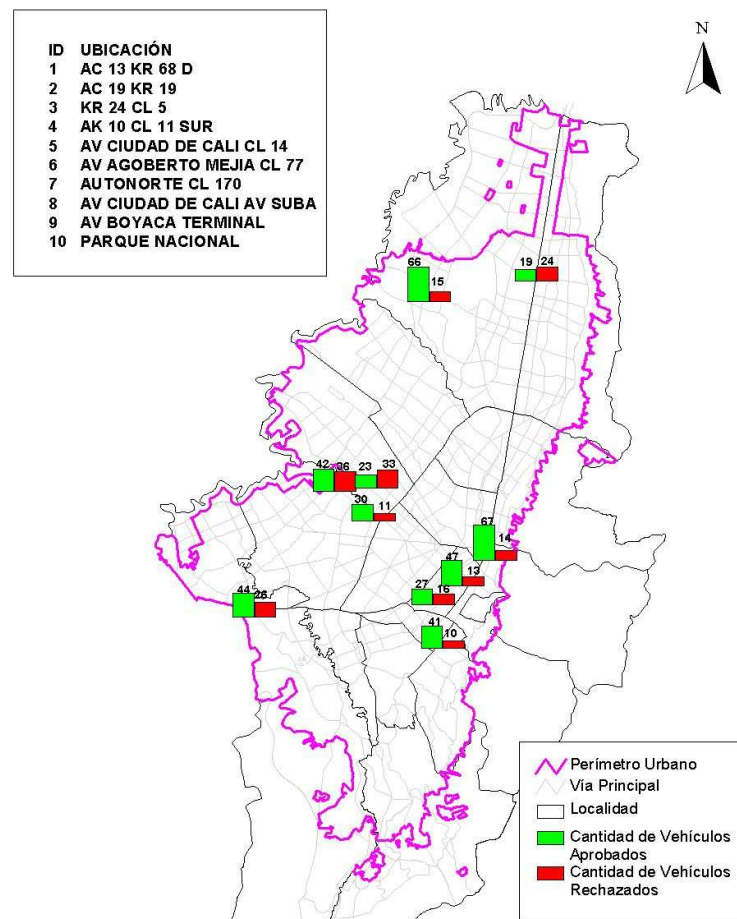 ID UBICACIÓN
1 AC 13 KR 68 D
2 AC 19 KR 19
3 KR 24 CL 5
4 AK 10 CL 11 SUR
5 AV CIUDAD DE CALI CL 14
6 AV AGOBERTO MEJIA CL 77
7 AUTONORTE CL 170
8 AV CIUDAD DE CALI AV SUBA
9 AV BOYACA TERMINAL
10 PARQUE NACIONAL
N
66
15
19
24
42
36
23
33
30
11
67
14
47
13
27
16
44
26
41
10
Perímetro Urbano
Vía Principal
Localidad
Cantidad de Vehículos
Aprobados
Cantidad de Vehículos
Rechazados